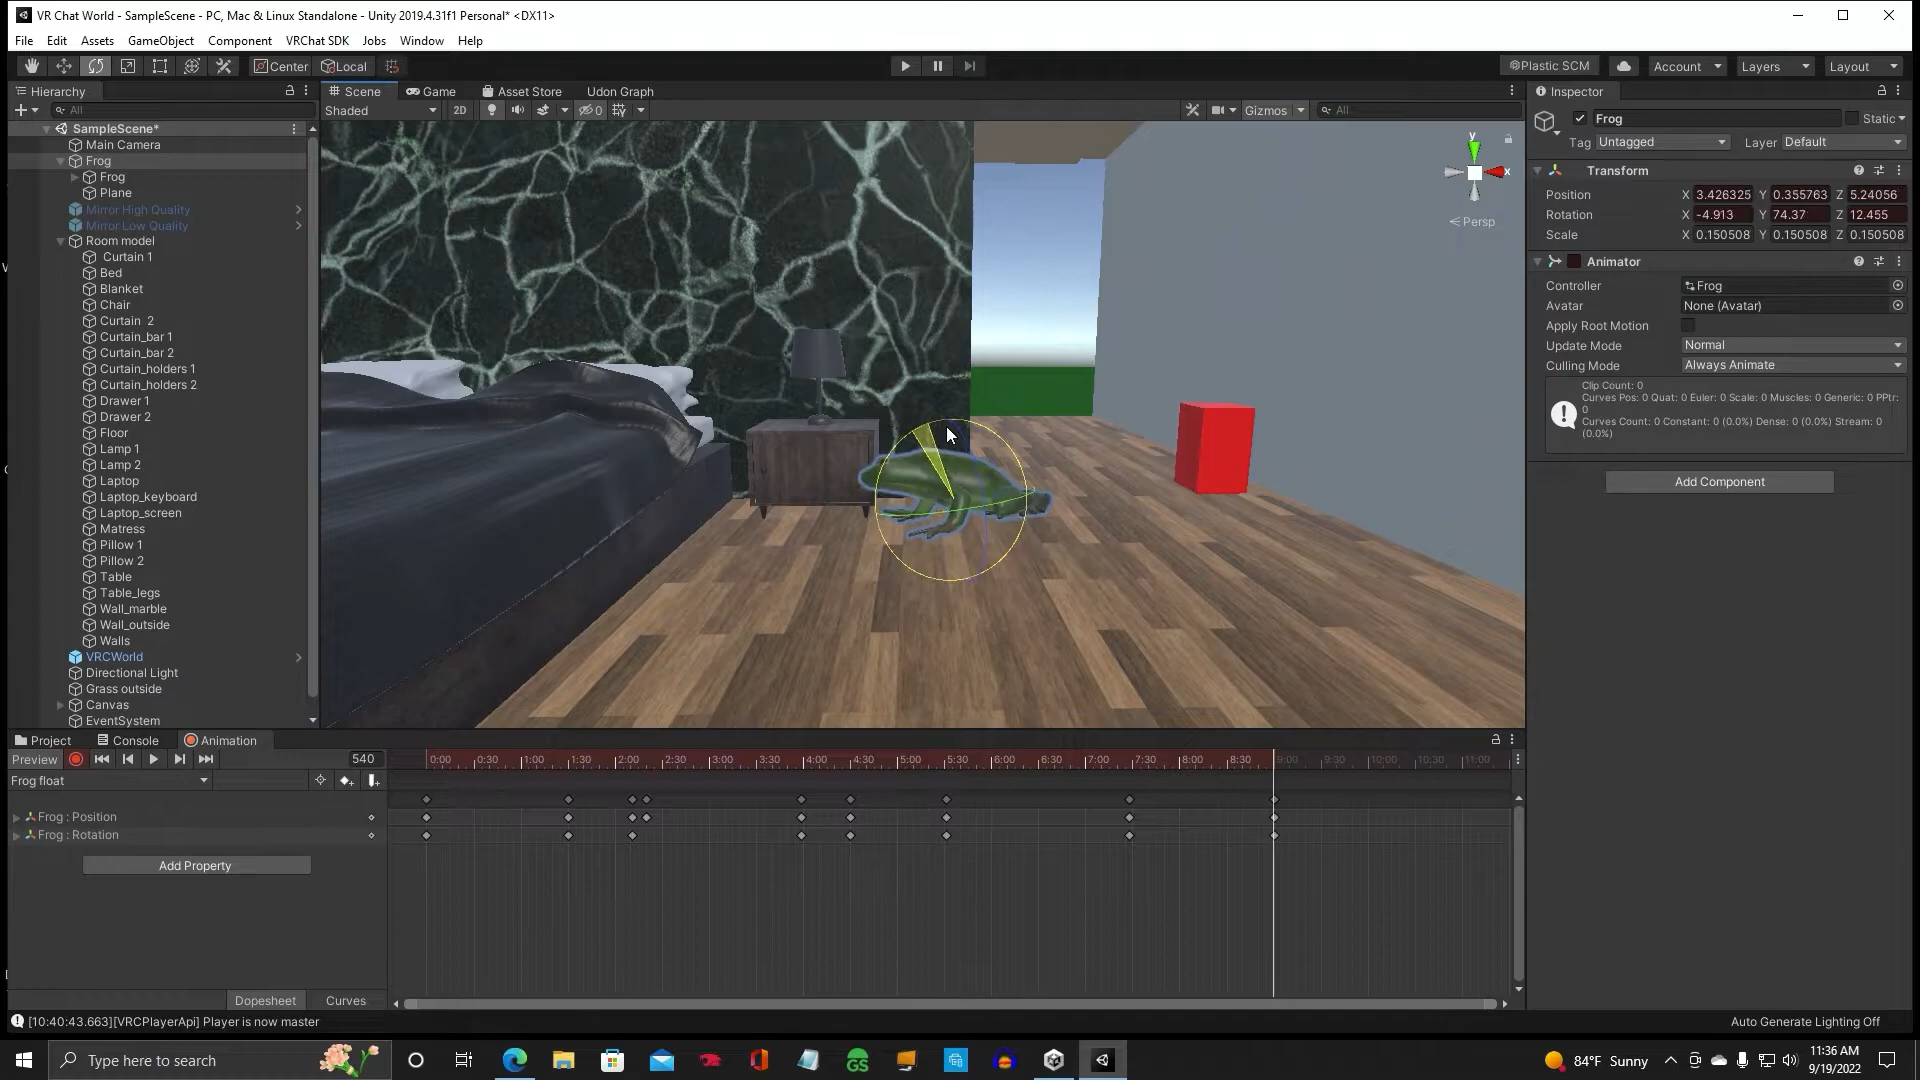 VR Chat World - SampleScene - PC, Mac & Linux Standalone - Unity 2019.4.31f1 Personal* <DX11>
File Edit Assets GameObject Component VRChat SDK Jobs Window Help
Center Local Plastic SCM Account Layers Layout
Hierarchy Scene Game Asset Store Udon Graph Inspector
All Shaded 2D 0 Gizmos All Frog Static
SampleScene*
Main Camera
Frog
Frog
Plane
Mirror High Quality
Mirror Low Quality
Room model
Curtain 1
Bed
Blanket
Chair
Curtain 2
Curtain_bar 1
Curtain_bar 2
Curtain_holders 1
Curtain_holders 2
Drawer 1
Drawer 2
Floor
Lamp 1
Lamp 2
Laptop
Laptop_keyboard
Laptop_screen
Matress
Pillow 1
Pillow 2
Table
Table_legs
Wall_marble
Wall_outside
Walls
VRCWorld
Directional Light
Grass outside
Canvas
EventSystem
y
x
Persp
Tag Untagged Layer Default
Transform
Position X 3.426325 Y 0.355763 Z 5.24056
Rotation X -4.913 Y 74.37 Z 12.455
Scale X 0.150508 Y 0.150508 Z 0.150508
Animator
Controller Frog
Avatar None (Avatar)
Apply Root Motion
Update Mode Normal
Culling Mode Always Animate
Clip Count: 0
Curves Pos: 0 Quat: 0 Euler: 0 Scale: 0 Muscles: 0 Generic: 0 PPtr:
0
Curves Count: 0 Constant: 0 (0.0%) Dense: 0 (0.0%) Stream: 0
(0.0%)
Add Component
Project Console Animation
Preview 540 0:00 0:30 1:00 1:30 2:00 2:30 3:00 3:30 4:00 4:30 5:00 5:30 6:00 6:30 7:00 7:30 8:00 8:30 9:00 9:30 10:00 10:30 11:00
Frog float
Frog : Position
Frog : Rotation
Add Property
Dopesheet Curves
[10:40:43.663][VRCPlayerApi] Player is now master Auto Generate Lighting Off
Type here to search GS 84°F Sunny 11:36 AM
9/19/2022